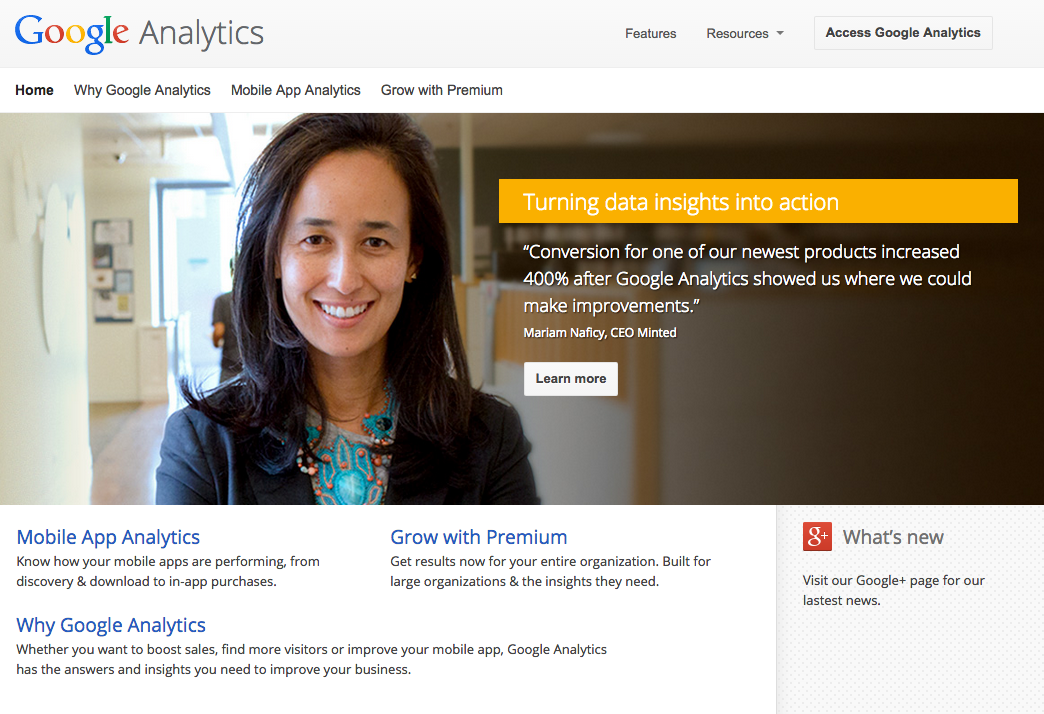 Google Analytics
Features
Resources
Access Google Analytics
Home
Why Google Analytics
Mobile App Analytics
Grow with Premium
Turning data insights into action
“Conversion for one of our newest products increased
400% after Google Analytics showed us where we could
make improvements.”
Mariam Naficy, CEO Minted
Learn more
Mobile App Analytics
Know how your mobile apps are performing, from
discovery & download to in-app purchases.
Grow with Premium
Get results now for your entire organization. Built for
large organizations & the insights they need.
Why Google Analytics
Whether you want to boost sales, find more visitors or improve your mobile app, Google Analytics
has the answers and insights you need to improve your business.
g+
What’s new
Visit our Google+ page for our
lastest news.